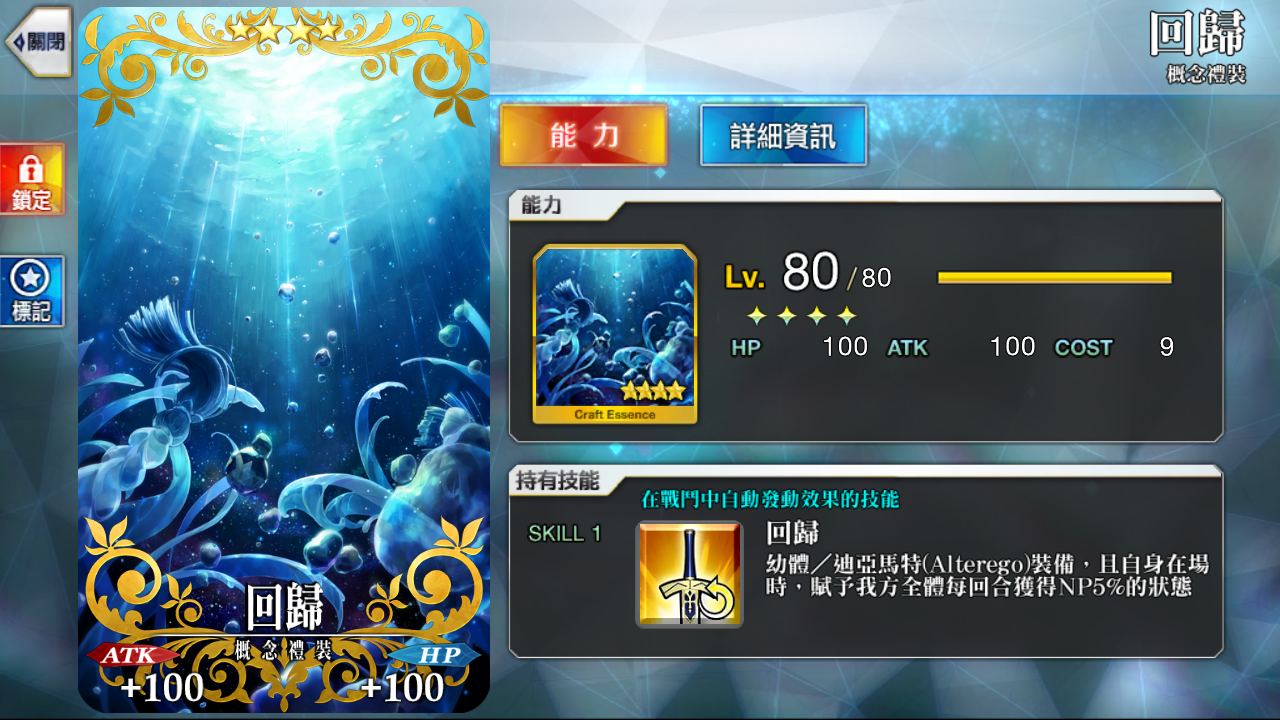 關閉
回歸
概念禮裝
能力
詳細資訊
鎖定
標記
能力
Lv. 80/80
HP 100 ATK 100 COST 9
Craft Essence
持有技能
在戰鬥中自動發動效果的技能
SKILL 1
回歸
幼體／迪亞馬特(Alterego)裝備，且自身在場
時，賦予我方全體每回合獲得NP5%的狀態
回歸
概念禮裝
ATK
HP
+100
+100